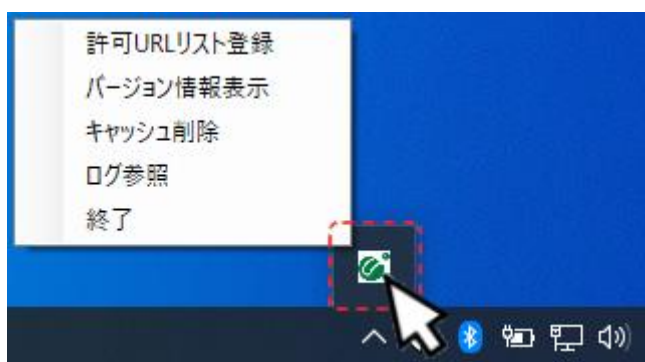 許可URLリスト登録
バージョン情報表示
キャッシュ削除
ログ参照
終了